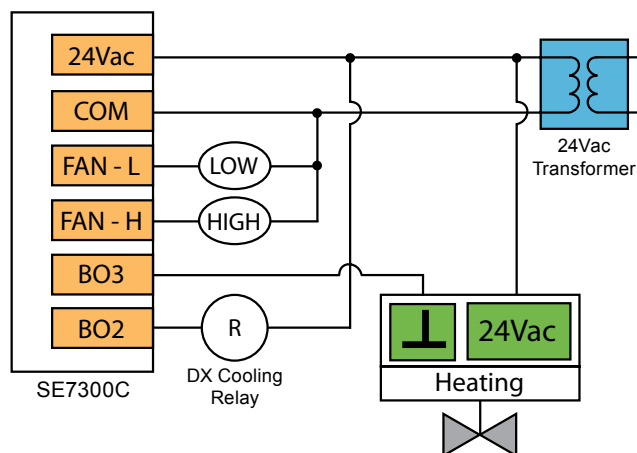 24Vac
COM
FAN - L
LOW
FAN - H
HIGH
BO3
BO2
R
DX Cooling
Relay
SE7300C
24Vac
Transformer
24Vac
Heating